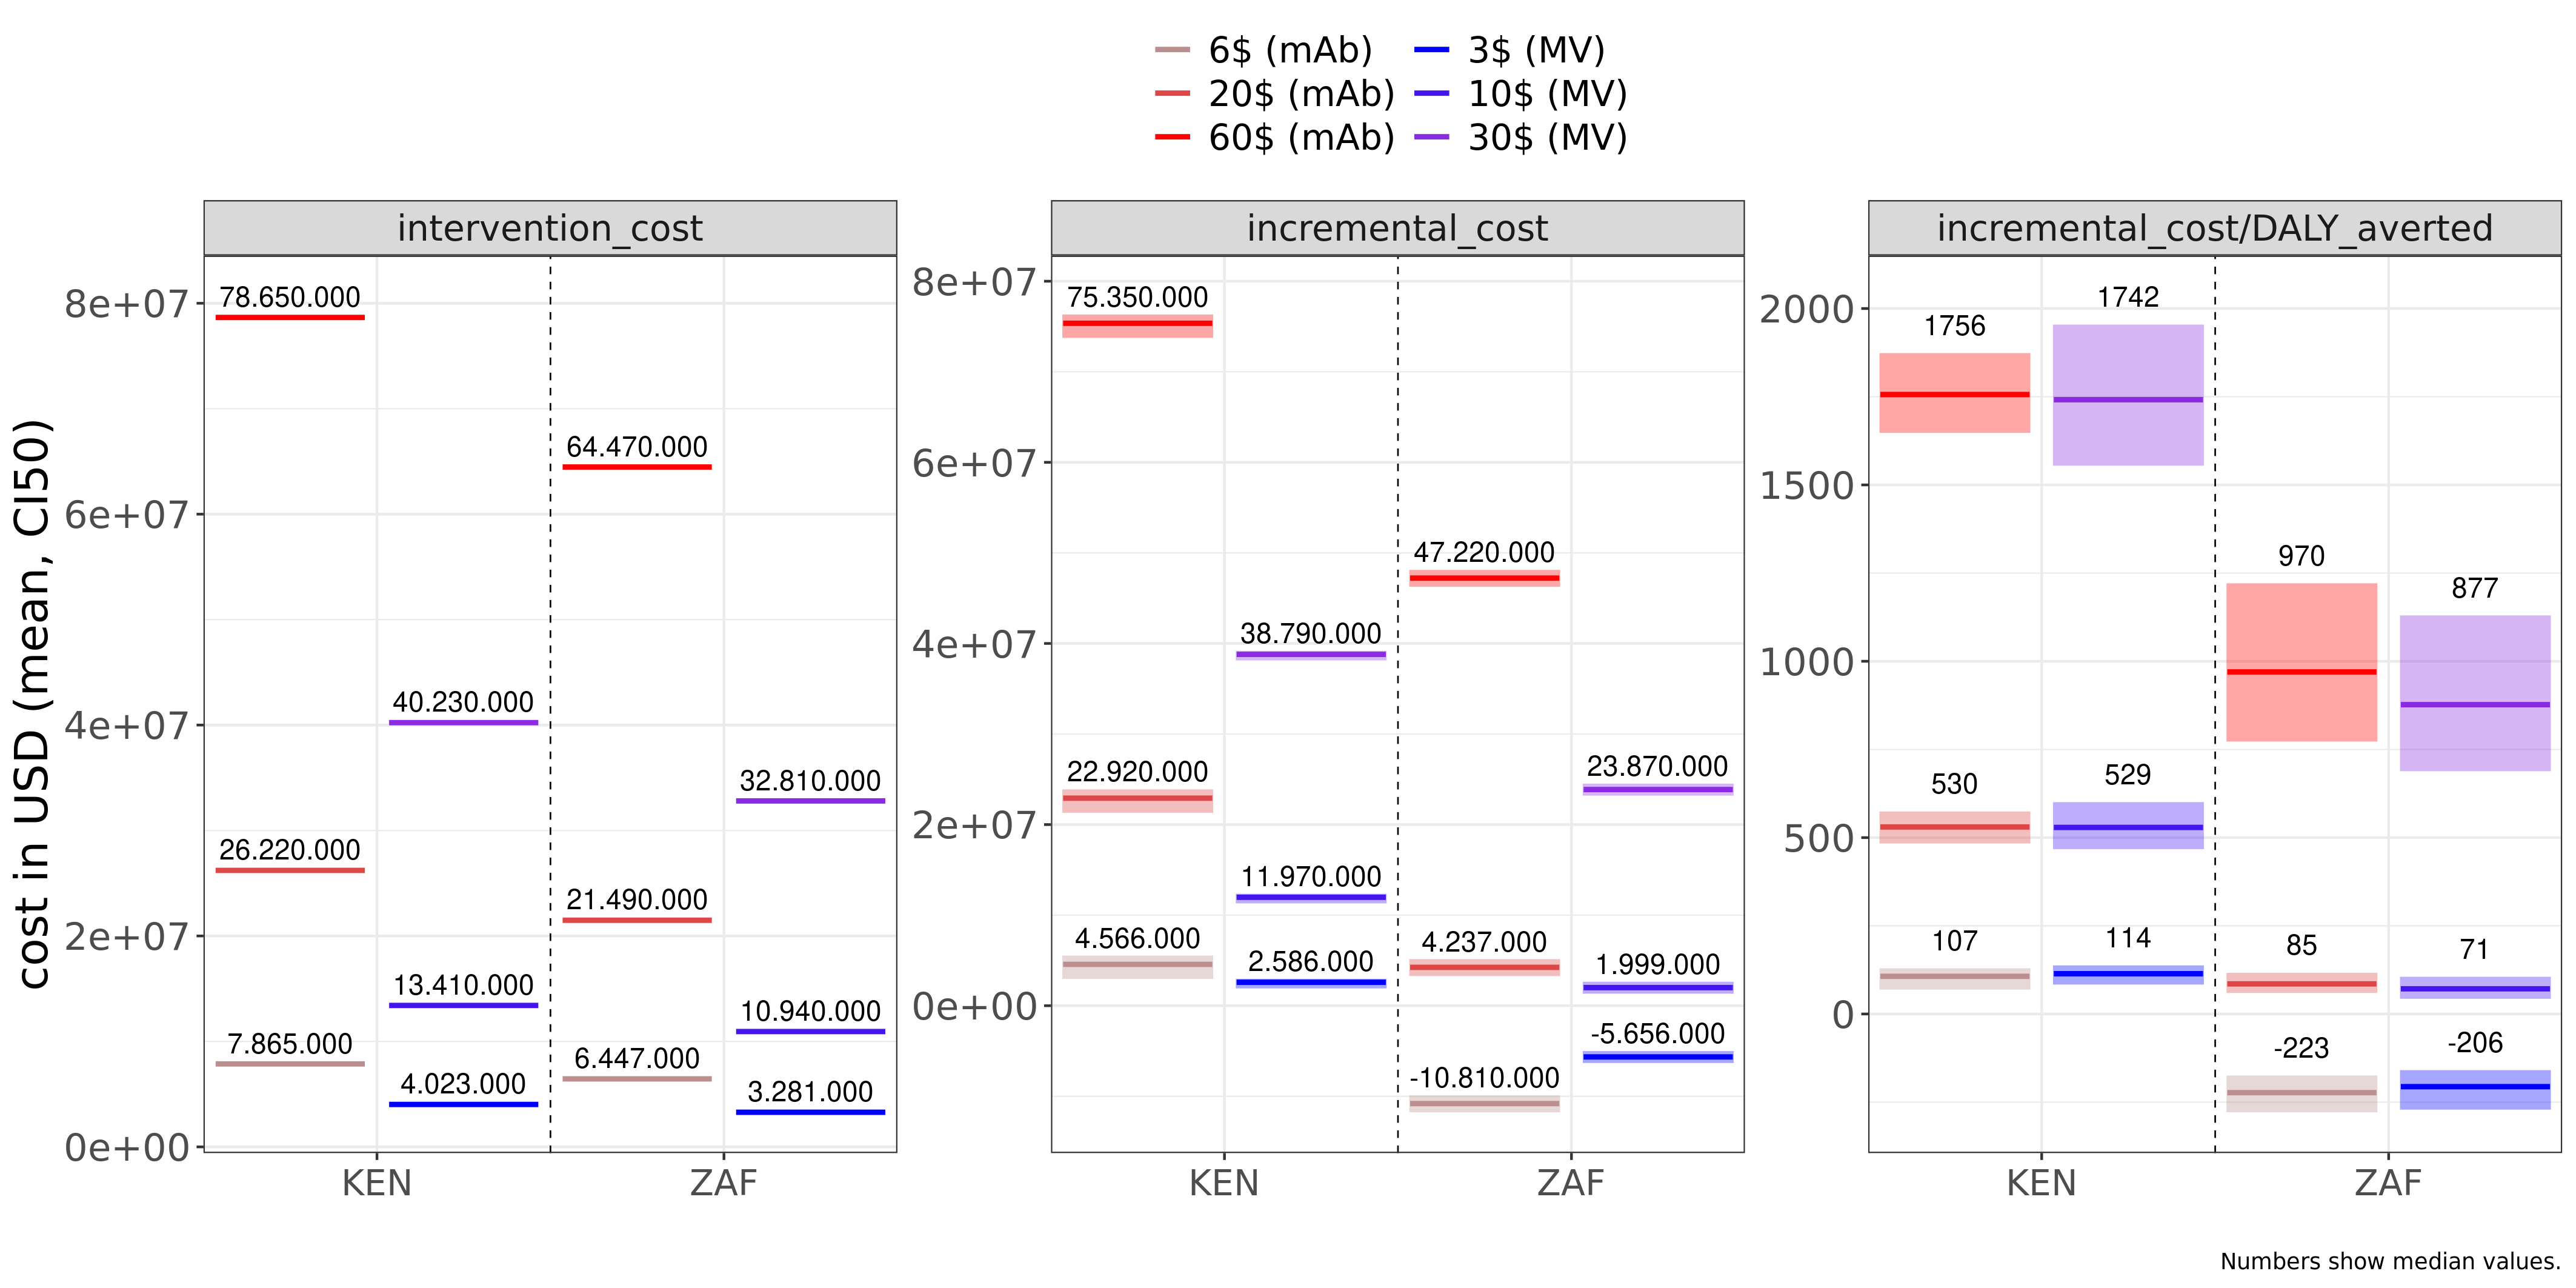 6$ (mAb) 3$ (MV)
20$ (mAb) 10$ (MV)
60$ (mAb) 30$ (MV)
cost in USD (mean, CI50)
intervention_cost
8e+07
6e+07
4e+07
2e+07
0e+00
78.650.000
64.470.000
40.230.000
32.810.000
26.220.000
21.490.000
13.410.000
10.940.000
7.865.000
6.447.000
4.023.000
3.281.000
KEN ZAF
incremental_cost
8e+07
6e+07
4e+07
2e+07
0e+00
75.350.000
47.220.000
38.790.000
23.870.000
22.920.000
11.970.000
4.566.000
4.237.000
2.586.000
1.999.000
-5.656.000
-10.810.000
KEN ZAF
incremental_cost/DALY_averted
2000
1500
1000
500
0
1742
1756
970
877
529
530
114
107
85
71
-223
-206
KEN ZAF
Numbers show median values.